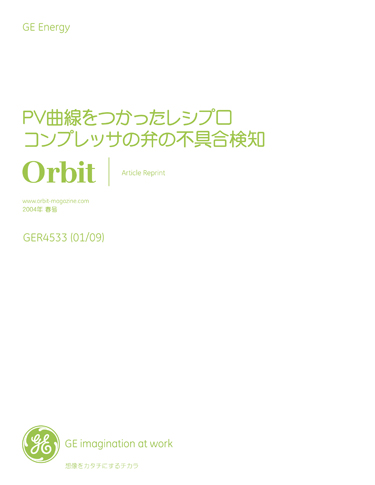 GE Energy
PV曲線をつかったレシプロ
コンプレッサの弁の不具合検知
Orbit
Article Reprint
www.orbit-magazine.com
2004年 春号
GER4533 (01/09)
GE imagination at work
想像をカタチにするチカラ